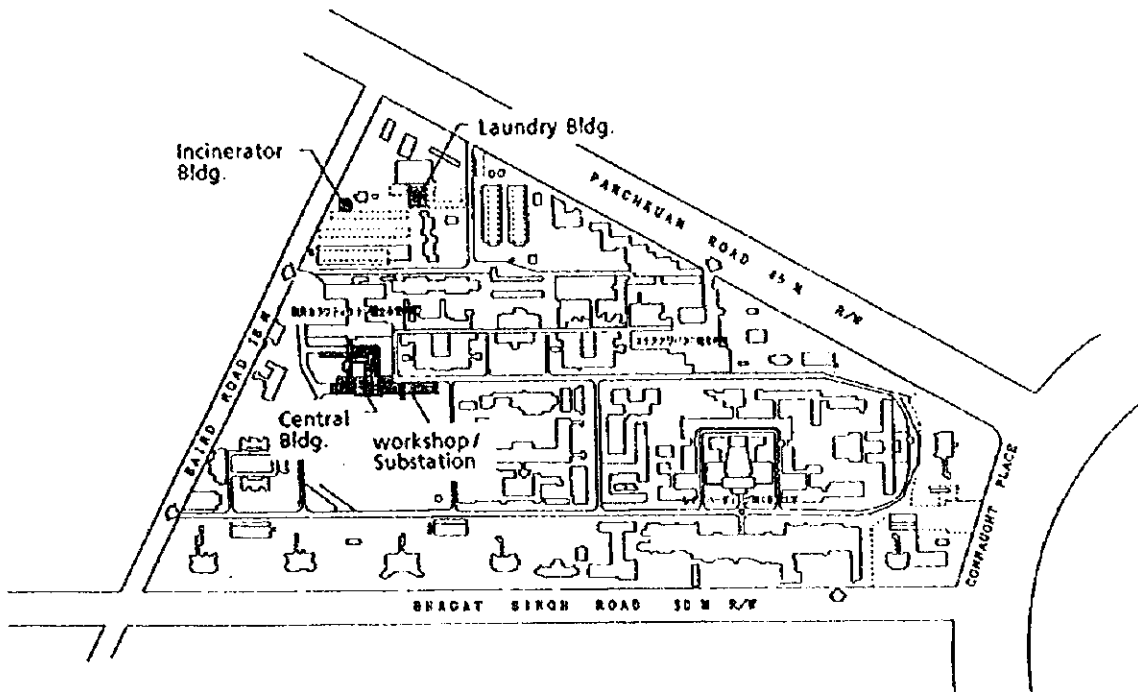 Laundry Bldg.
Incinerator
Bldg.
PANCHKUAN ROAD 45 M R/W
BAIRD ROAD 18 M
Central
Bldg.
workshop/
Substation
CONNAUGHT PLACE
BHAGAT SINGH ROAD 30 M R/W